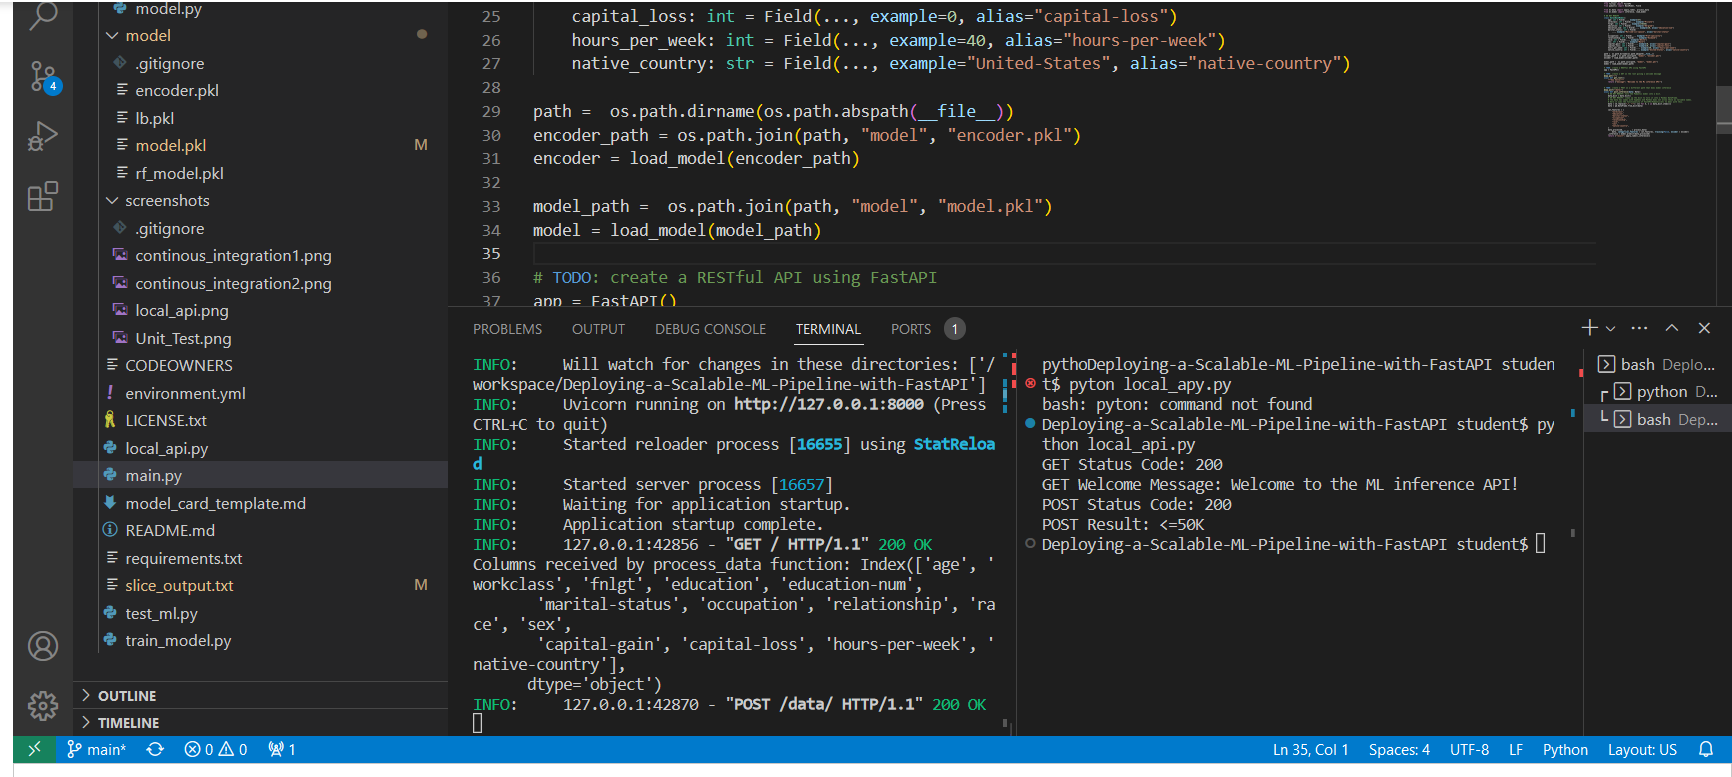 model.py
model
.gitignore
encoder.pkl
lb.pkl
model.pkl M
rf_model.pkl
screenshots
.gitignore
continous_integration1.png
continous_integration2.png
local_api.png
Unit_Test.png
CODEOWNERS
environment.yml
LICENSE.txt
local_api.py
main.py
model_card_template.md
README.md
requirements.txt
slice_output.txt M
test_ml.py
train_model.py
OUTLINE
TIMELINE
4
25 capital_loss: int = Field(..., example=0, alias="capital-loss")
26 hours_per_week: int = Field(..., example=40, alias="hours-per-week")
27 native_country: str = Field(..., example="United-States", alias="native-country")
28
29 path =  os.path.dirname(os.path.abspath(__file__))
30 encoder_path = os.path.join(path, "model", "encoder.pkl")
31 encoder = load_model(encoder_path)
32
33 model_path =  os.path.join(path, "model", "model.pkl")
34 model = load_model(model_path)
35
36 # TODO: create a RESTful API using FastAPI
37 app = FastAPI()
PROBLEMS OUTPUT DEBUG CONSOLE TERMINAL PORTS 1
INFO:     Will watch for changes in these directories: ['/
workspace/Deploying-a-Scalable-ML-Pipeline-with-FastAPI']
INFO:     Uvicorn running on http://127.0.0.1:8000 (Press
CTRL+C to quit)
INFO:     Started reloader process [16655] using StatReloa
d
INFO:     Started server process [16657]
INFO:     Waiting for application startup.
INFO:     Application startup complete.
INFO:     127.0.0.1:42856 - "GET / HTTP/1.1" 200 OK
Columns received by process_data function: Index(['age', '
workclass', 'fnlgt', 'education', 'education-num',
'marital-status', 'occupation', 'relationship', 'ra
ce', 'sex',
'capital-gain', 'capital-loss', 'hours-per-week', '
native-country'],
dtype='object')
INFO:     127.0.0.1:42870 - "POST /data/ HTTP/1.1" 200 OK
pythoDeploying-a-Scalable-ML-Pipeline-with-FastAPI studen
t$ pyton local_apy.py
bash: pyton: command not found
Deploying-a-Scalable-ML-Pipeline-with-FastAPI student$ py
thon local_api.py
GET Status Code: 200
GET Welcome Message: Welcome to the ML inference API!
POST Status Code: 200
POST Result: <=50K
Deploying-a-Scalable-ML-Pipeline-with-FastAPI student$
bash Deplo...
python D...
bash Dep...
main* 0 0 1 Ln 35, Col 1 Spaces: 4 UTF-8 LF Python Layout: US